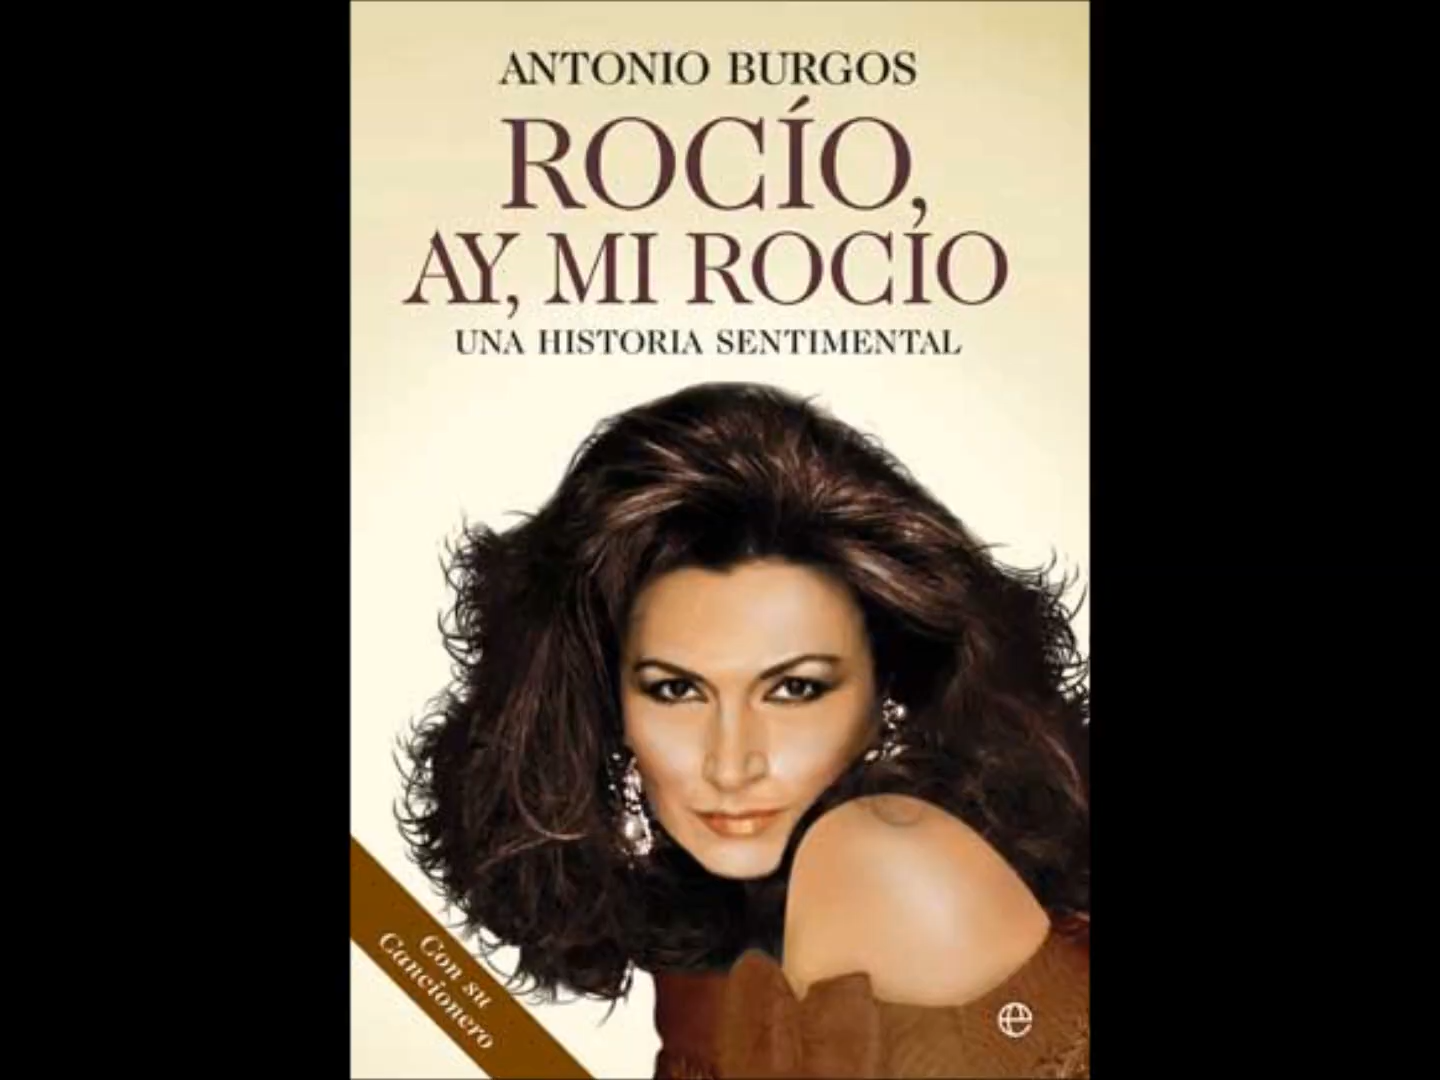 ANTONIO BURGOS
ROCÍO,
AY, MI ROCÍO
UNA HISTORIA SENTIMENTAL
Con su
Cancionero
e